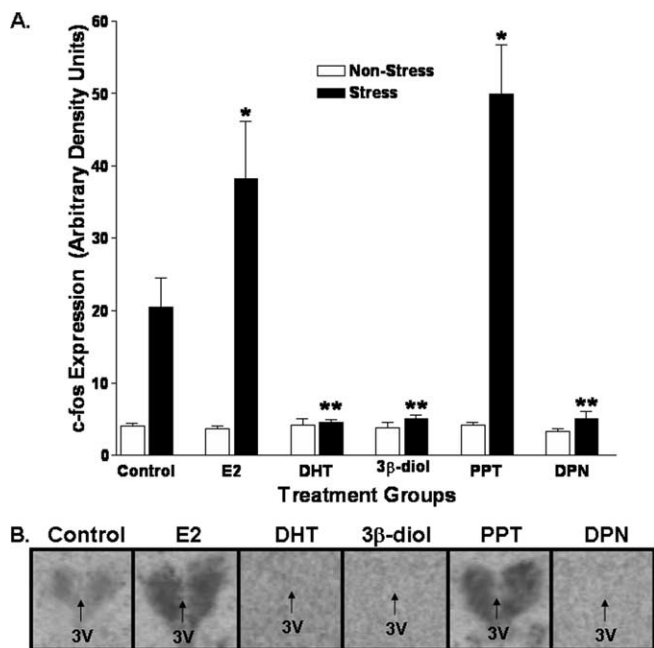 A.
c-fos Expression (Arbitrary Density Units)
60
50
40
30
20
10
0
Non-Stress
Stress
*
**
**
*
**
Control E2 DHT 3β-diol PPT DPN
Treatment Groups
B. Control E2 DHT 3β-diol PPT DPN
3V 3V 3V 3V 3V 3V